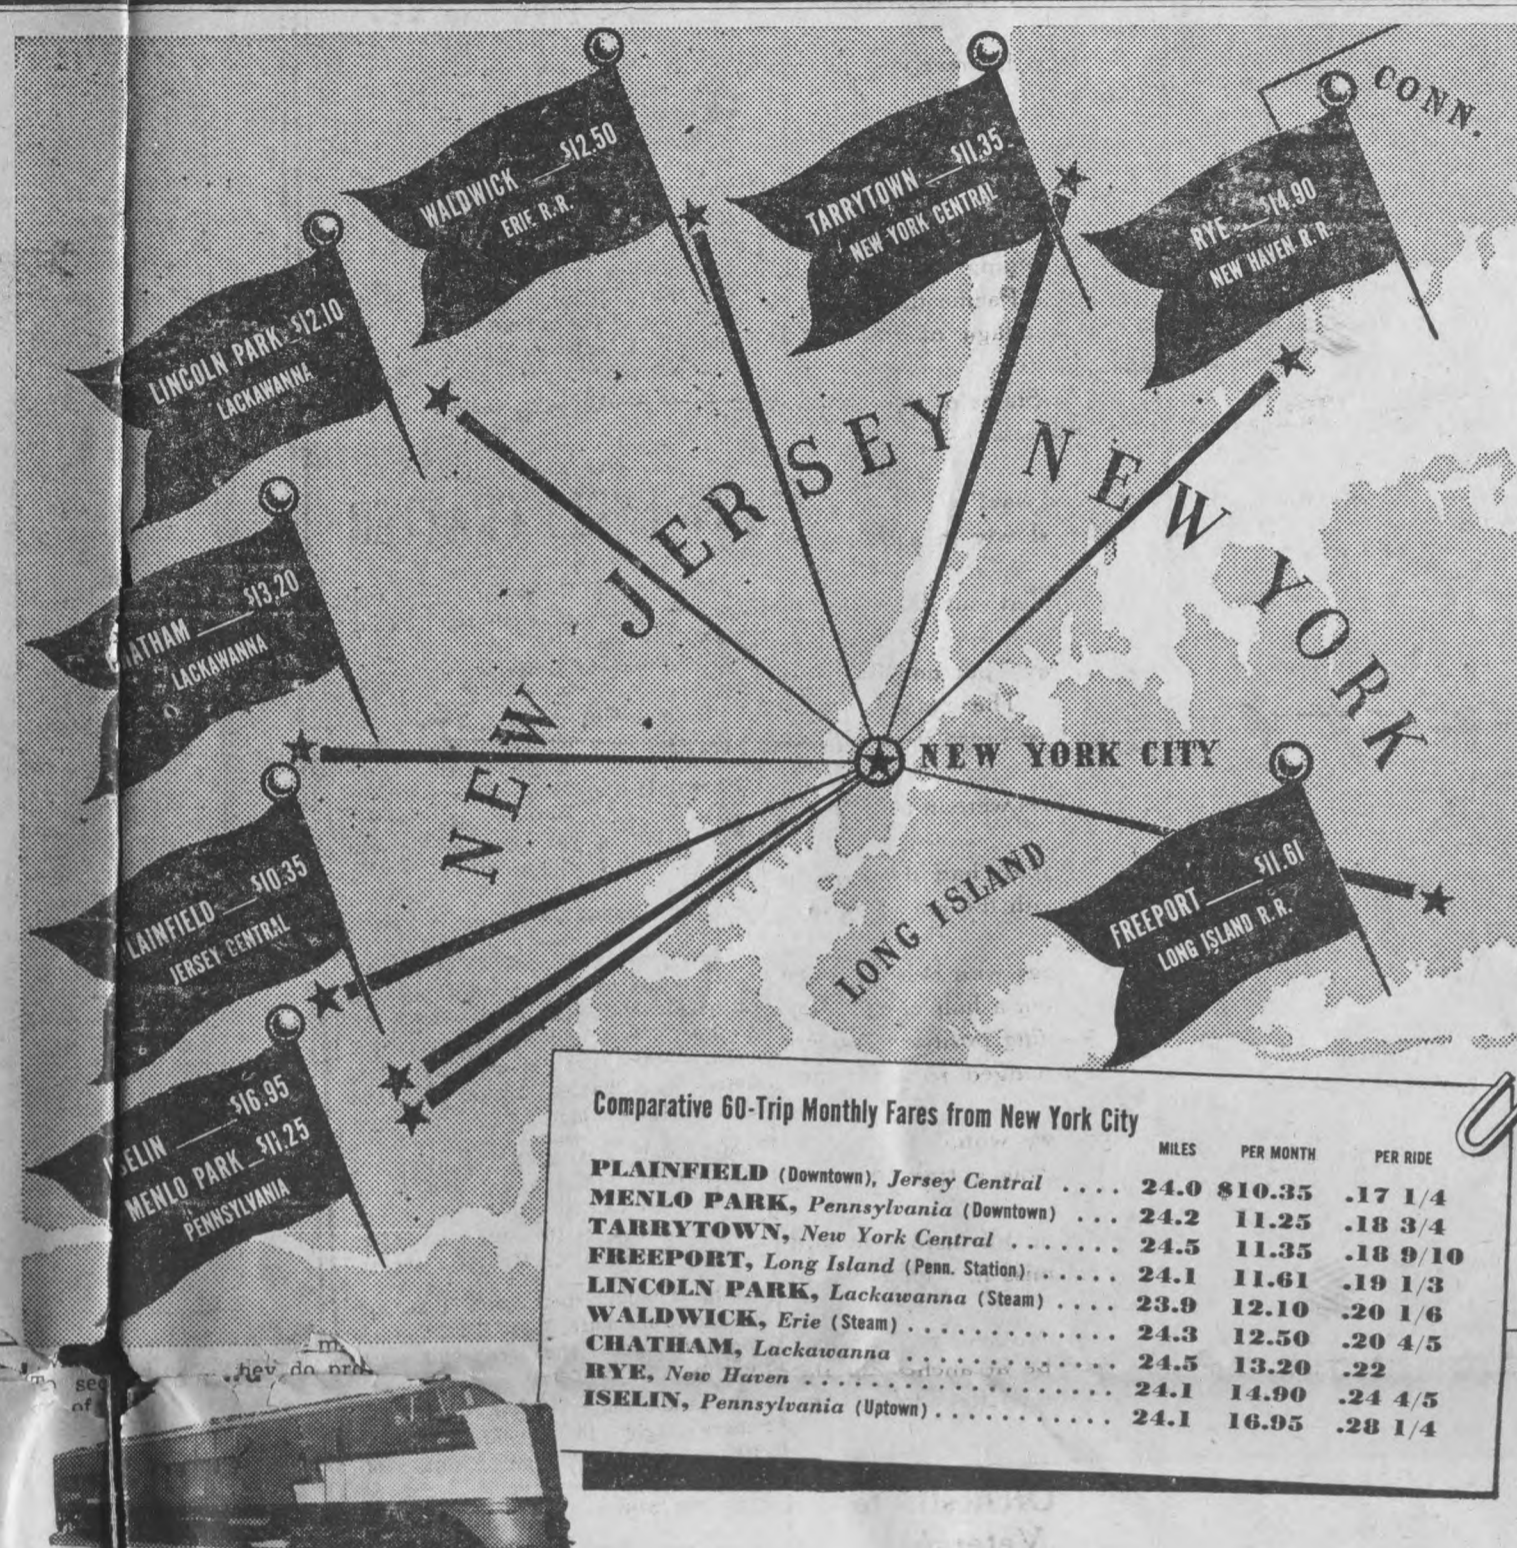 CONN.
WALDWICK $12.50
ERIE R.R.
TARRYTOWN $11.35
NEW YORK CENTRAL
RYE $14.90
NEW HAVEN R.R.
LINCOLN PARK $12.10
LACKAWANNA
NEW JERSEY
NEW YORK
HATHAM $13.20
LACKAWANNA
NEW YORK CITY
LAINFIELD $10.35
JERSEY CENTRAL
LONG ISLAND
FREEPORT $11.61
LONG ISLAND R.R.
SELIN $16.95
MENLO PARK $11.25
PENNSYLVANIA
Comparative 60-Trip Monthly Fares from New York City
MILES PER MONTH PER RIDE
PLAINFIELD (Downtown), Jersey Central .... 24.0 $10.35 .17 1/4
MENLO PARK, Pennsylvania (Downtown) ... 24.2 11.25 .18 3/4
TARRYTOWN, New York Central ....... 24.5 11.35 .18 9/10
FREEPORT, Long Island (Penn. Station) ..... 24.1 11.61 .19 1/3
LINCOLN PARK, Lackawanna (Steam) .... 23.9 12.10 .20 1/6
WALDWICK, Erie (Steam) ............. 24.3 12.50 .20 4/5
CHATHAM, Lackawanna ............. 24.5 13.20 .22
RYE, New Haven ................... 24.1 14.90 .24 4/5
ISELIN, Pennsylvania (Uptown) ........... 24.1 16.95 .28 1/4
hey do pro-
sec
of